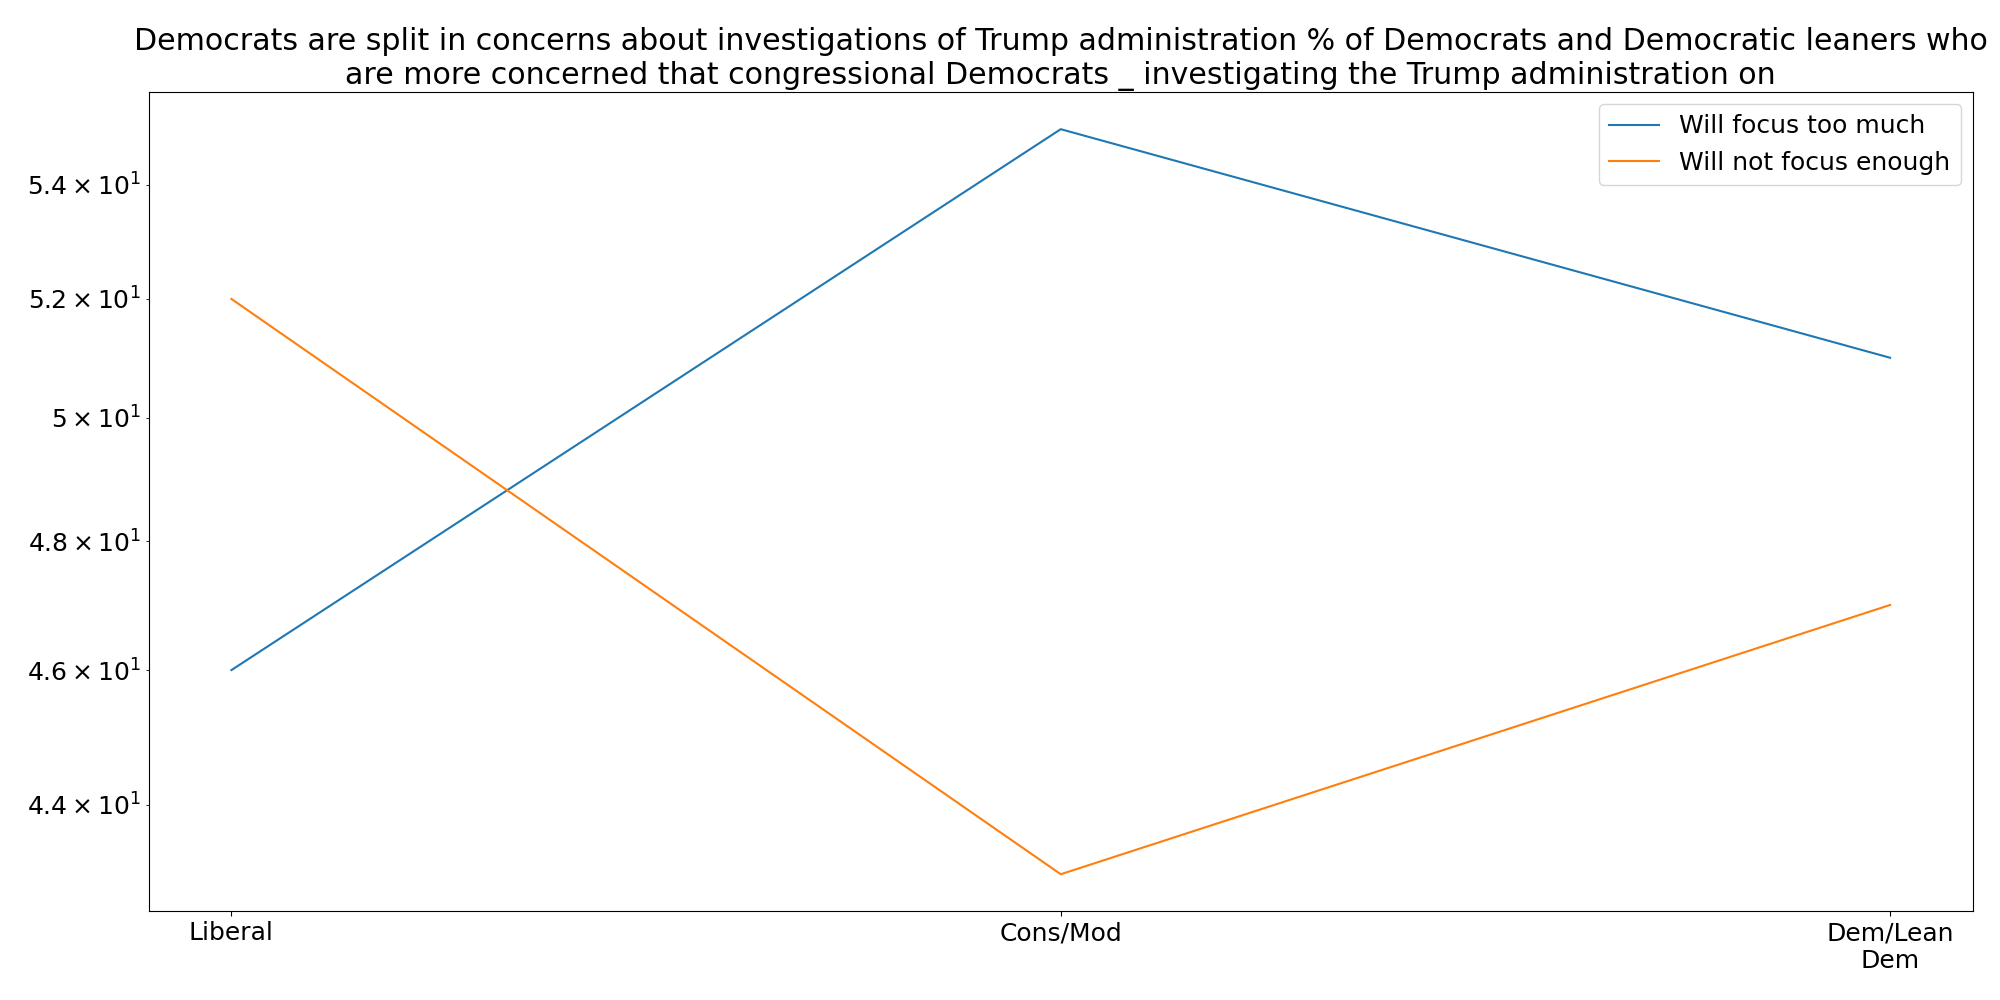 Democrats are split in concerns about investigations of Trump administration % of Democrats and Democratic leaners who
are more concerned that congressional Democrats _ investigating the Trump administration on
Will focus too much
Will not focus enough
5.4 × 10¹
5.2 × 10¹
5 × 10¹
4.8 × 10¹
4.6 × 10¹
4.4 × 10¹
Liberal
Cons/Mod
Dem/Lean
Dem